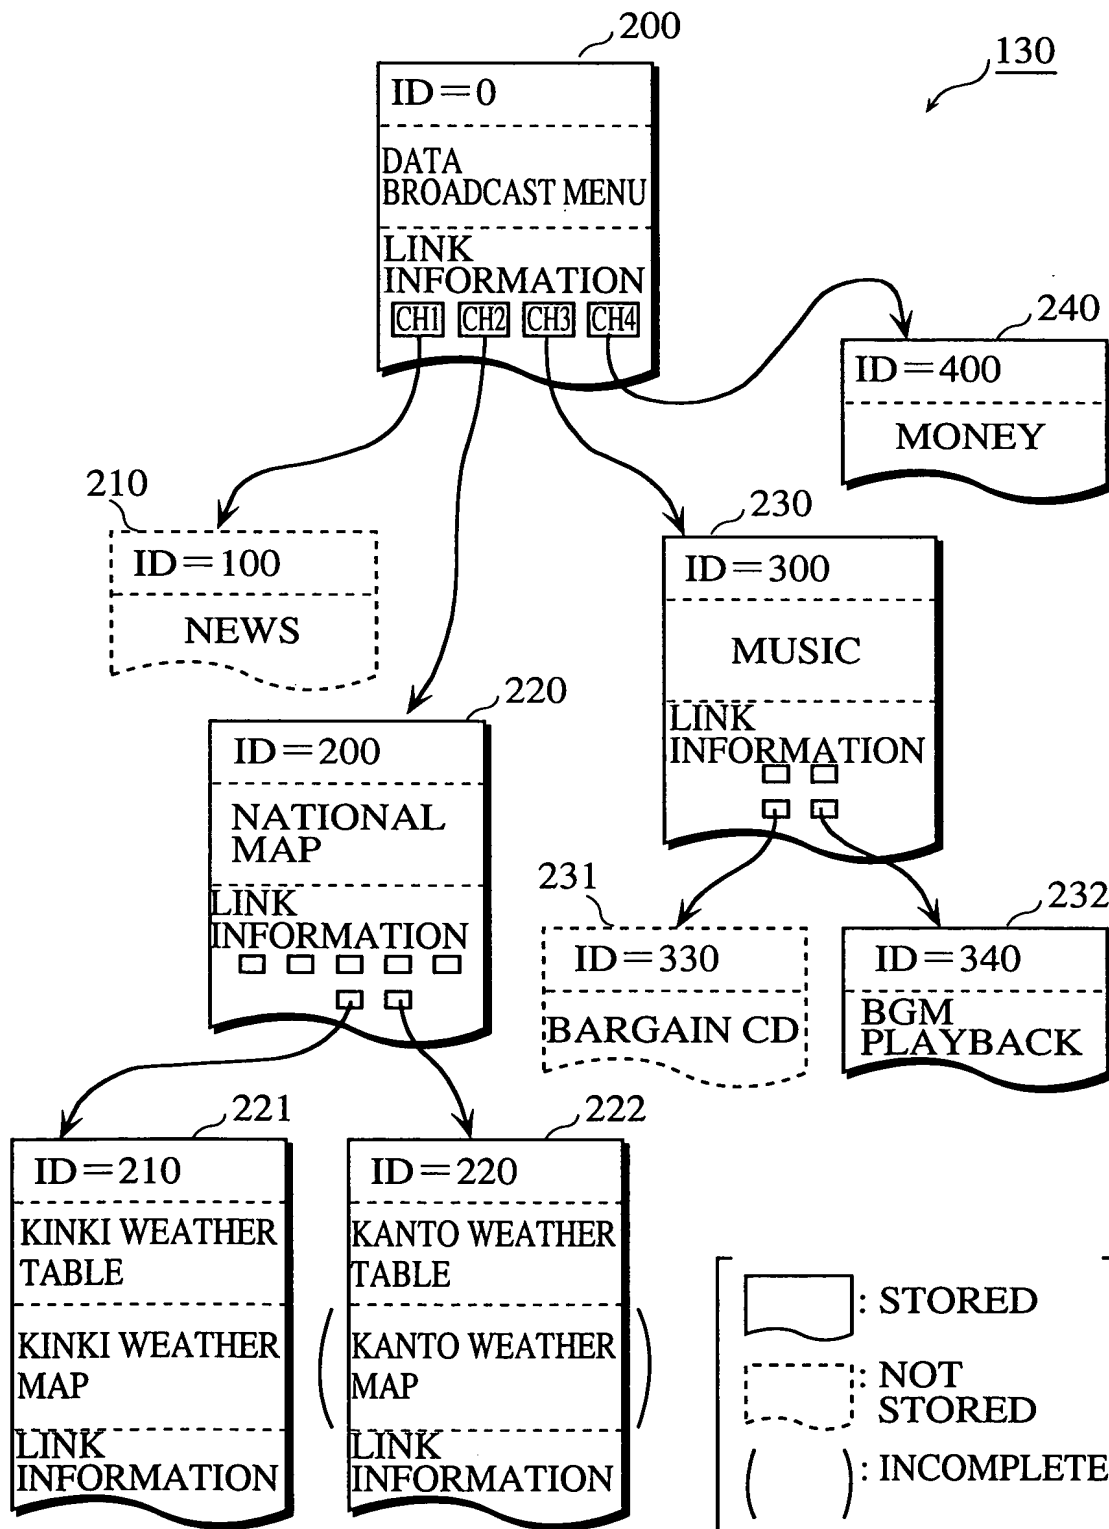 200
130
ID=0
DATA
BROADCAST MENU
LINK
INFORMATION
CH1 CH2 CH3 CH4
240
ID=400
MONEY
210
ID=100
NEWS
230
ID=300
MUSIC
LINK
INFORMATION
220
ID=200
NATIONAL
MAP
LINK
INFORMATION
231
ID=330
BARGAIN CD
232
ID=340
BGM
PLAYBACK
221
ID=210
KINKI WEATHER
TABLE
KINKI WEATHER
MAP
LINK
INFORMATION
222
ID=220
KANTO WEATHER
TABLE
KANTO WEATHER
MAP
LINK
INFORMATION
: STORED
: NOT
STORED
: INCOMPLETE